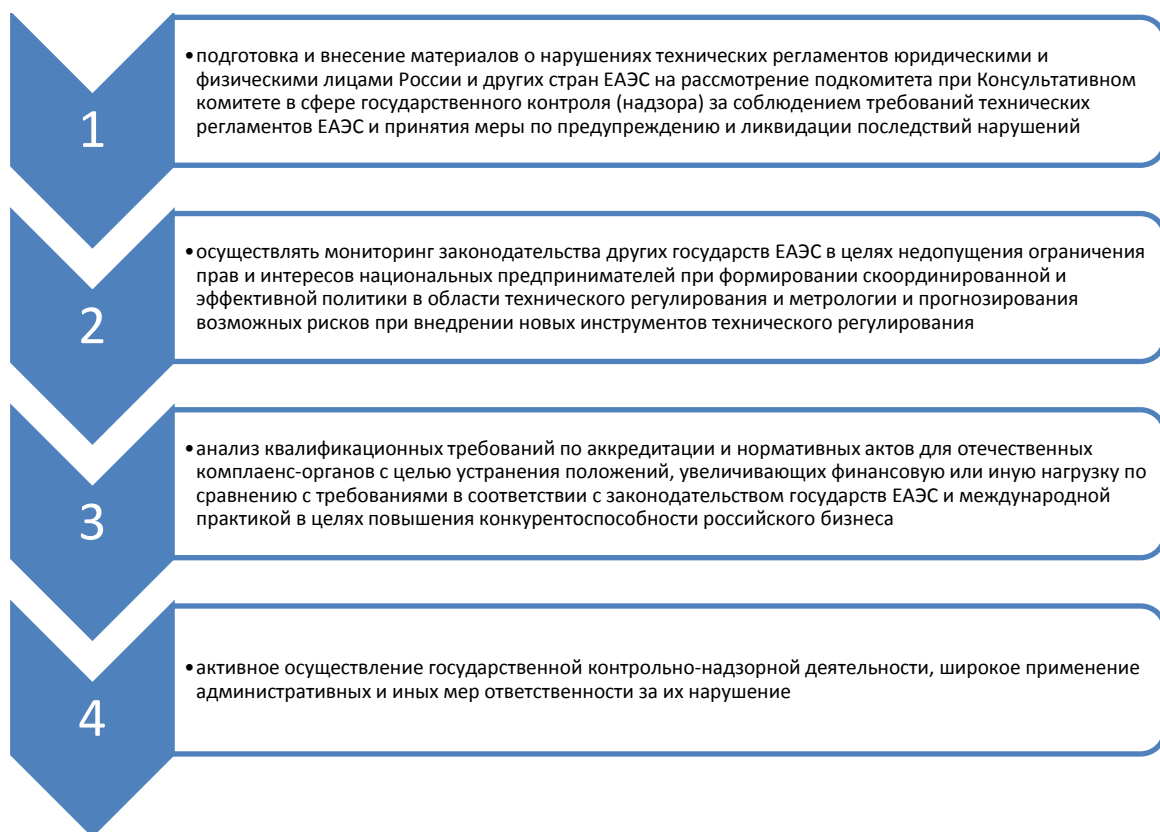 1
•подготовка и внесение материалов о нарушениях технических регламентов юридическими и
физическими лицами России и других стран ЕАЭС на рассмотрение подкомитета при Консультативном
комитете в сфере государственного контроля (надзора) за соблюдением требований технических
регламентов ЕАЭС и принятия меры по предупреждению и ликвидации последствий нарушений
2
•осуществлять мониторинг законодательства других государств ЕАЭС в целях недопущения ограничения
прав и интересов национальных предпринимателей при формировании скоординированной и
эффективной политики в области технического регулирования и метрологии и прогнозирования
возможных рисков при внедрении новых инструментов технического регулирования
3
•анализ квалификационных требований по аккредитации и нормативных актов для отечественных
комплаенс-органов с целью устранения положений, увеличивающих финансовую или иную нагрузку по
сравнению с требованиями в соответствии с законодательством государств ЕАЭС и международной
практикой в целях повышения конкурентоспособности российского бизнеса
4
•активное осуществление государственной контрольно-надзорной деятельности, широкое применение
административных и иных мер ответственности за их нарушение